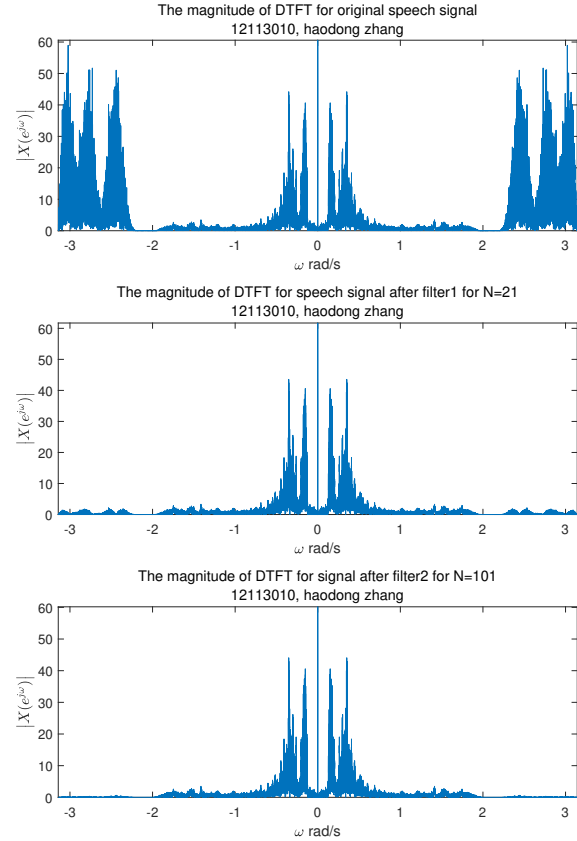 The magnitude of DTFT for original speech signal
12113010, haodong zhang
60
50
40
30
20
10
0
|X(e^{jω})|
-3 -2 -1 0 1 2 3
ω rad/s
The magnitude of DTFT for speech signal after filter1 for N=21
12113010, haodong zhang
60
50
40
30
20
10
0
|X(e^{jω})|
-3 -2 -1 0 1 2 3
ω rad/s
The magnitude of DTFT for signal after filter2 for N=101
12113010, haodong zhang
60
50
40
30
20
10
0
|X(e^{jω})|
-3 -2 -1 0 1 2 3
ω rad/s